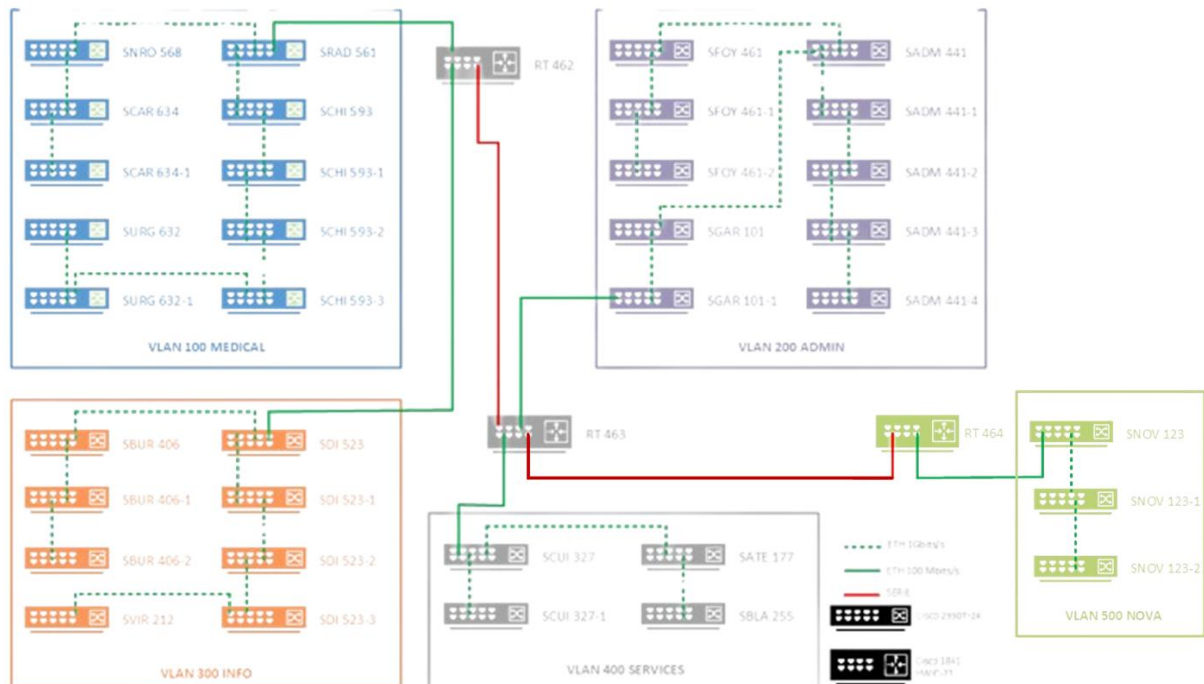 SNRO 568
SRAD 561
SCAR 634
SCHI 593
SCAR 634-1
SCHI 593-1
SURG 632
SCHI 593-2
SURG 632-1
SCHI 593-3
VLAN 100 MEDICAL
RT 462
SFOY 461
SADM 441
SFOY 461-1
SADM 441-1
SFOY 461-2
SADM 441-2
SGAR 101
SADM 441-3
SGAR 101-1
SADM 441-4
VLAN 200 ADMIN
SBUR 406
SDI 523
SBUR 406-1
SDI 523-1
SBUR 406-2
SDI 523-2
SVIR 212
SDI 523-3
VLAN 300 INFO
RT 463
RT 464
SCUI 327
SATE 177
SCUI 327-1
SBLA 255
VLAN 400 SERVICES
SNOV 123
SNOV 123-1
SNOV 123-2
VLAN 500 NOVA
ETH 100 Mbits/s
Cisco 1841